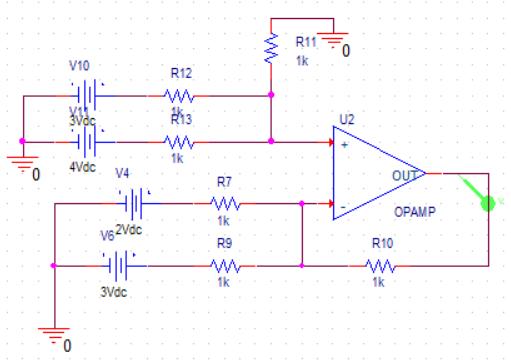 R11
1k
0
V10
R12
1k
V11
3Vdc
R13
1k
4Vdc
0
U2
+
OUT
-
OPAMP
V4
R7
2Vdc
1k
V6
R9
3Vdc
1k
R10
1k
0